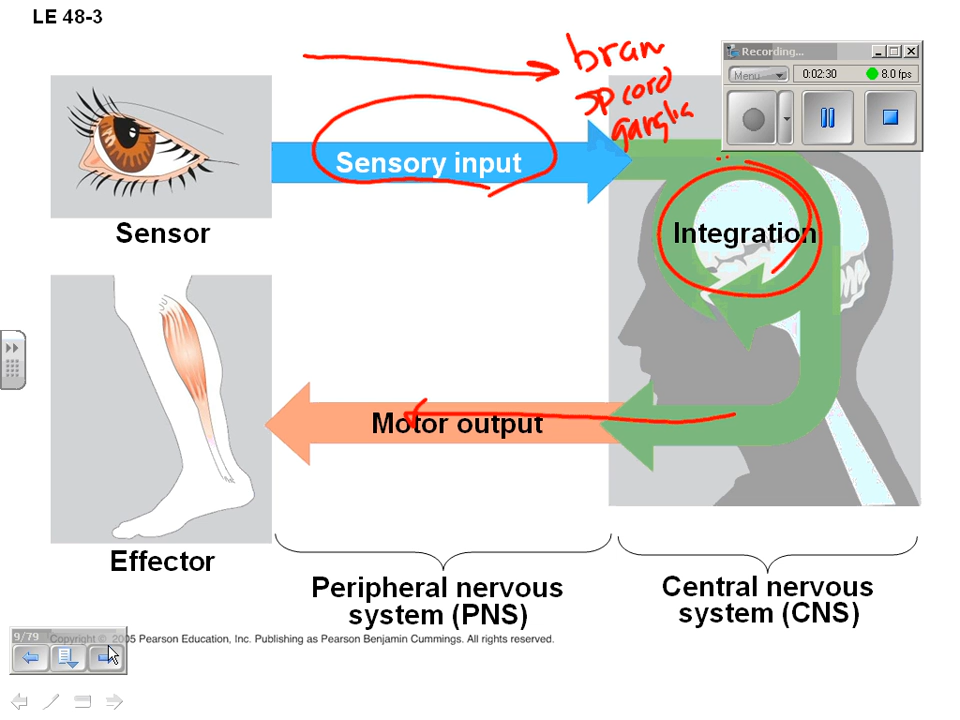 LE 48-3
brain
sp cord
ganglia
Recording...
Menu
0:02:30
8.0 fps
Sensory input
Sensor
Integration
Motor output
Effector
Peripheral nervous
system (PNS)
Central nervous
system (CNS)
9/79
Copyright © 2005 Pearson Education, Inc. Publishing as Pearson Benjamin Cummings. All rights reserved.